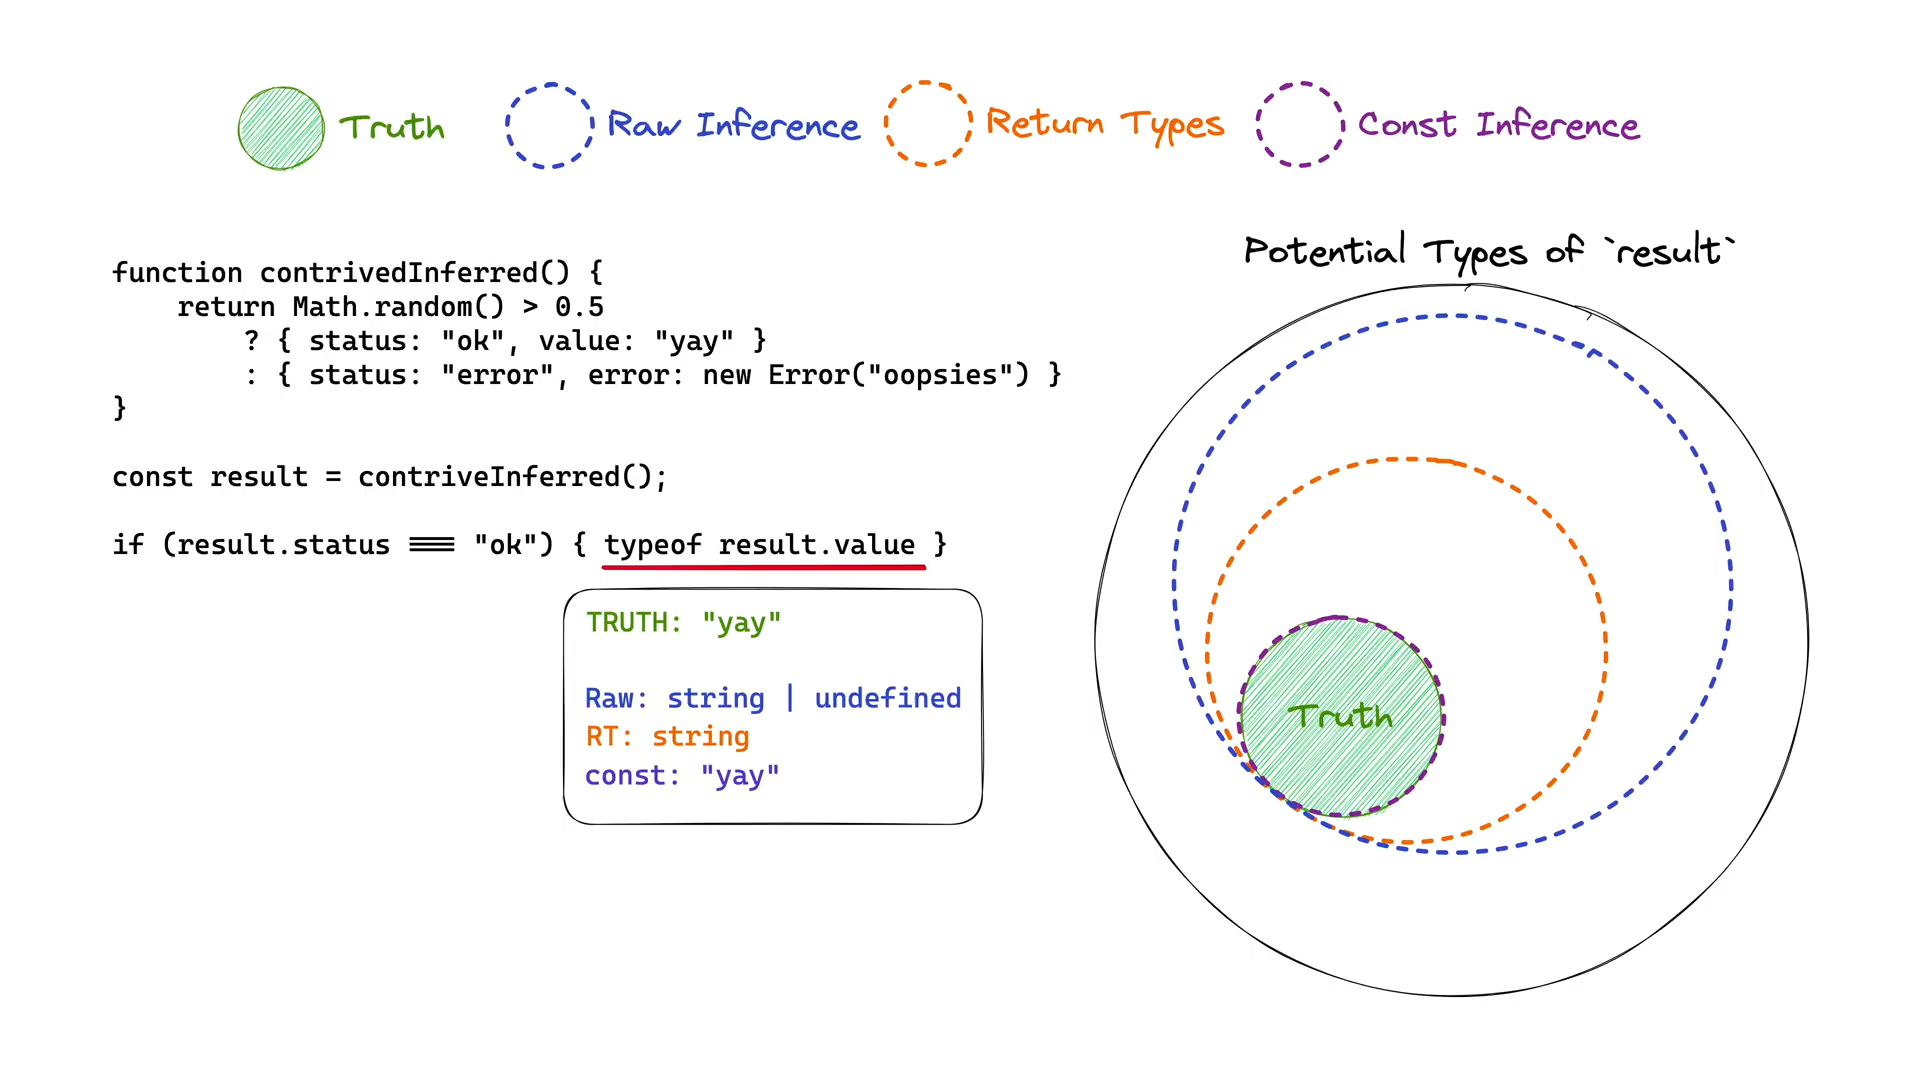 Truth
Raw Inference
Return Types
Const Inference
function contrivedInferred() {
    return Math.random() > 0.5
        ? { status: "ok", value: "yay" }
        : { status: "error", error: new Error("oopsies") }
}
const result = contriveInferred();
if (result.status === "ok") { typeof result.value }
TRUTH: "yay"
Raw: string | undefined
RT: string
const: "yay"
Potential Types of `result`
Truth